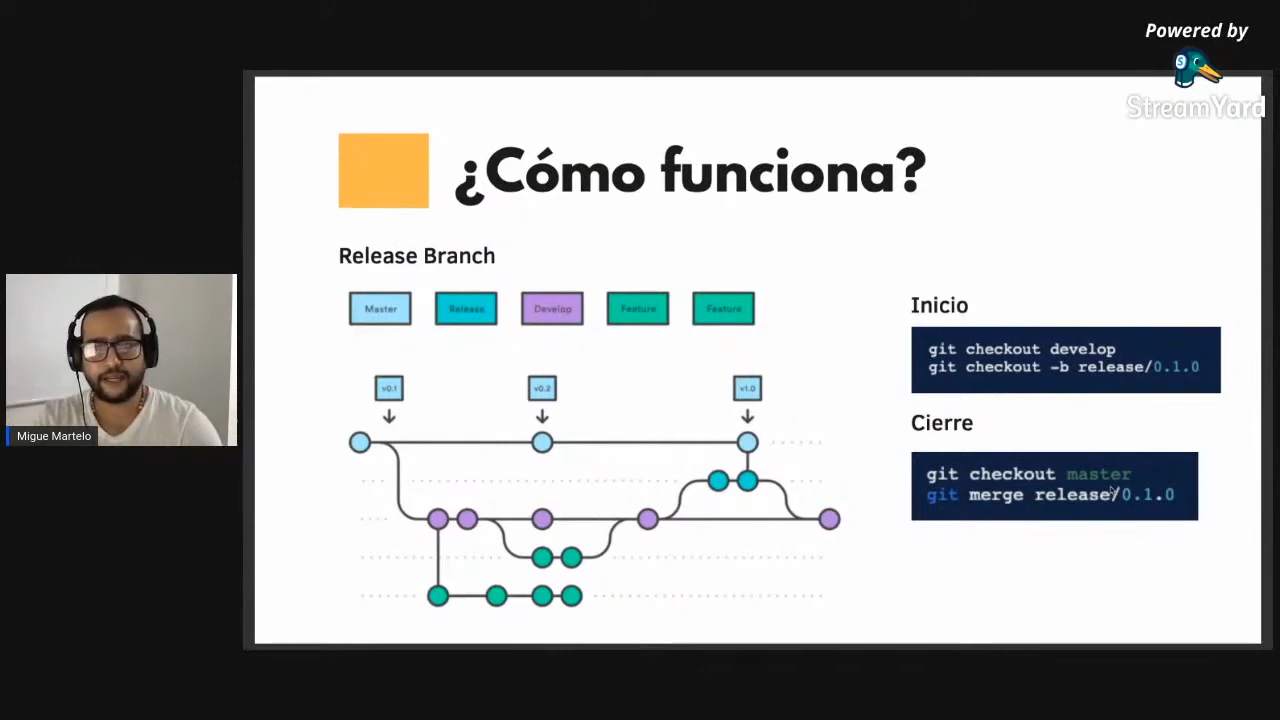 Powered by
StreamYard
¿Cómo funciona?
Release Branch
Master
Release
Develop
Feature
Feature
v0.1
v0.2
v1.0
Inicio
git checkout develop
git checkout -b release/0.1.0
Cierre
git checkout master
git merge release/0.1.0
Migue Martelo